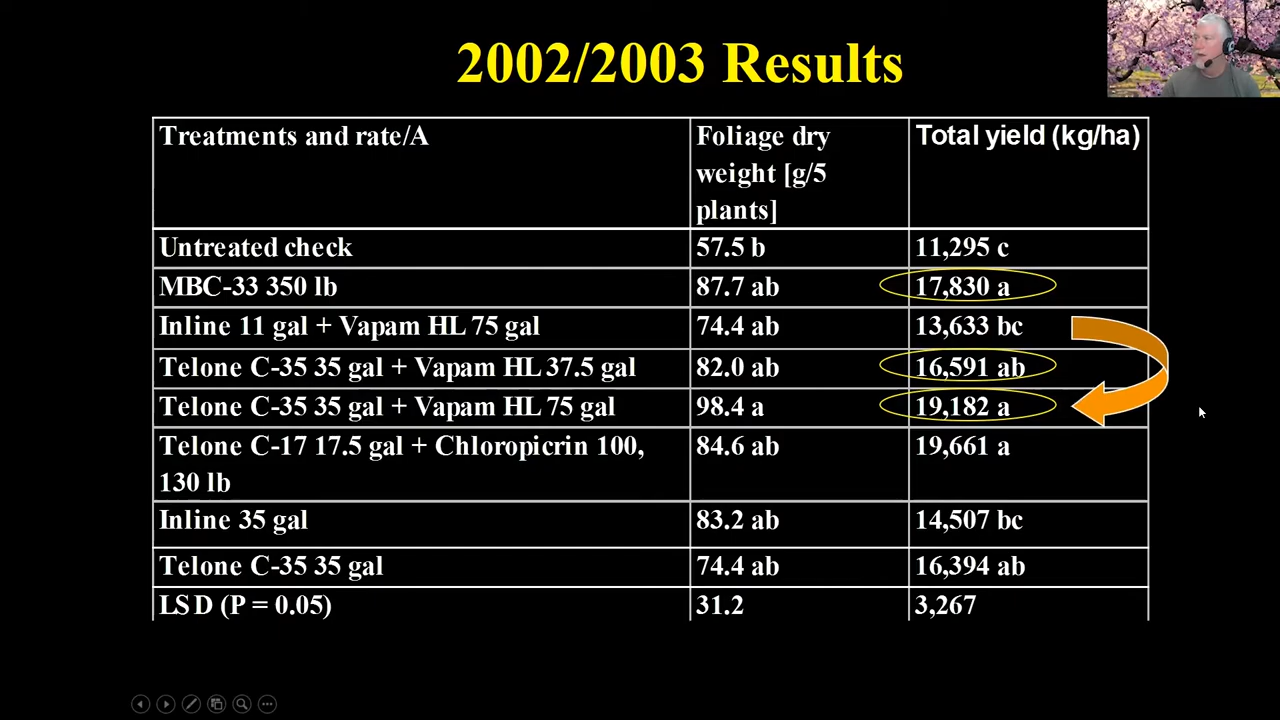 2002/2003 Results
Treatments and rate/A
Foliage dry
weight [g/5
plants]
Total yield (kg/ha)
Untreated check
57.5 b
11,295 c
MBC-33 350 lb
87.7 ab
17,830 a
Inline 11 gal + Vapam HL 75 gal
74.4 ab
13,633 bc
Telone C-35 35 gal + Vapam HL 37.5 gal
82.0 ab
16,591 ab
Telone C-35 35 gal + Vapam HL 75 gal
98.4 a
19,182 a
Telone C-17 17.5 gal + Chloropicrin 100,
130 lb
84.6 ab
19,661 a
Inline 35 gal
83.2 ab
14,507 bc
Telone C-35 35 gal
74.4 ab
16,394 ab
LSD (P = 0.05)
31.2
3,267